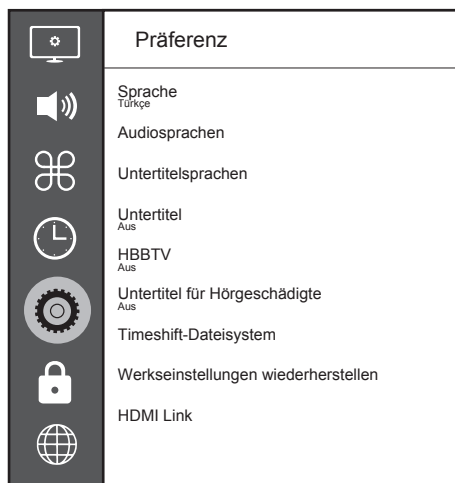 Präferenz
Sprache
Türkçe
Audiosprachen
Untertitelsprachen
Untertitel
Aus
HBBTV
Aus
Untertitel für Hörgeschädigte
Aus
Timeshift-Dateisystem
Werkseinstellungen wiederherstellen
HDMI Link